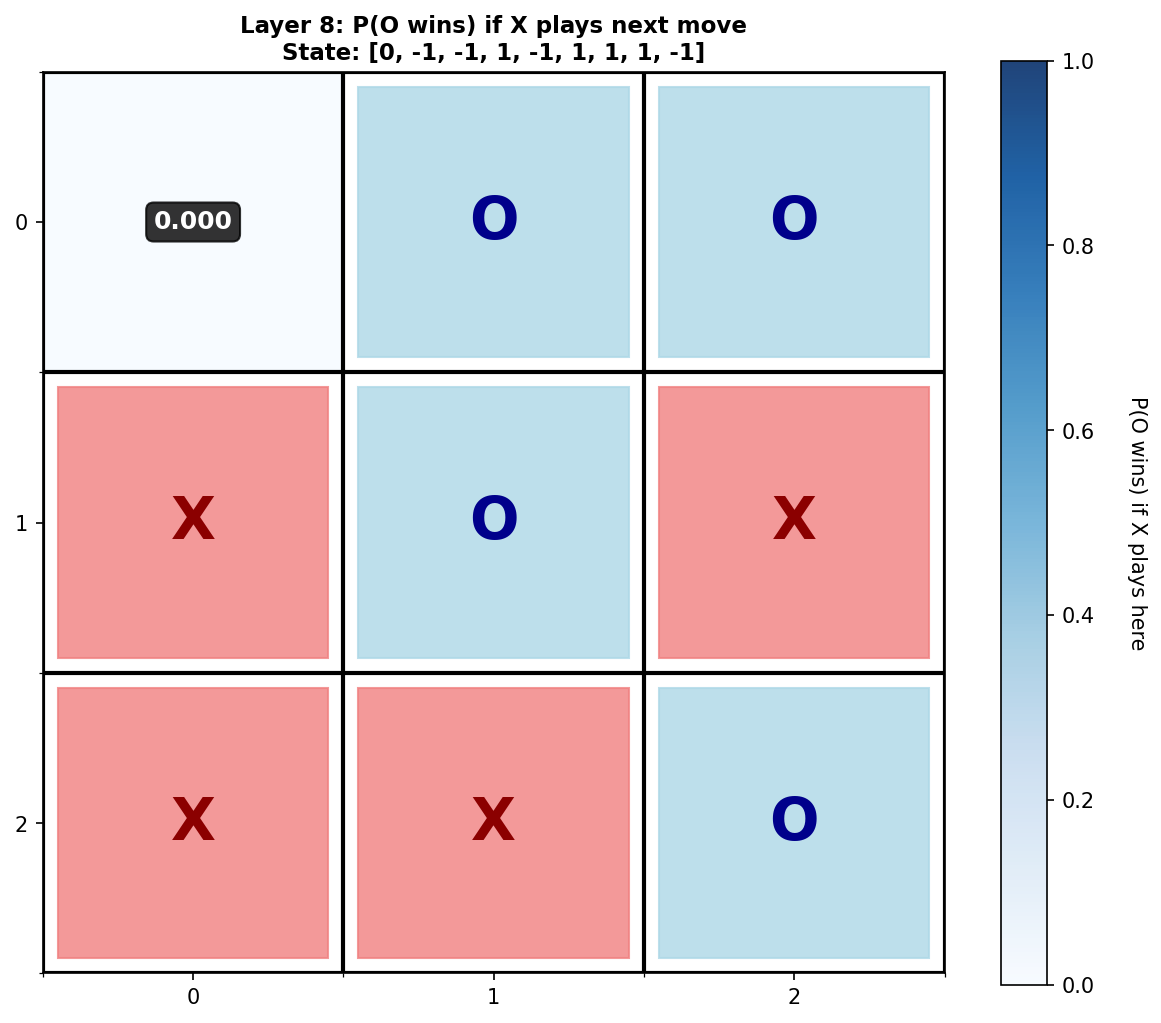 Layer 8: P(O wins) if X plays next move
State: [0, -1, -1, 1, -1, 1, 1, 1, -1]
0.000 O O
X O X
X X O
0
1
2
0 1 2
1.0
0.8
0.6
0.4
0.2
0.0
P(O wins) if X plays here